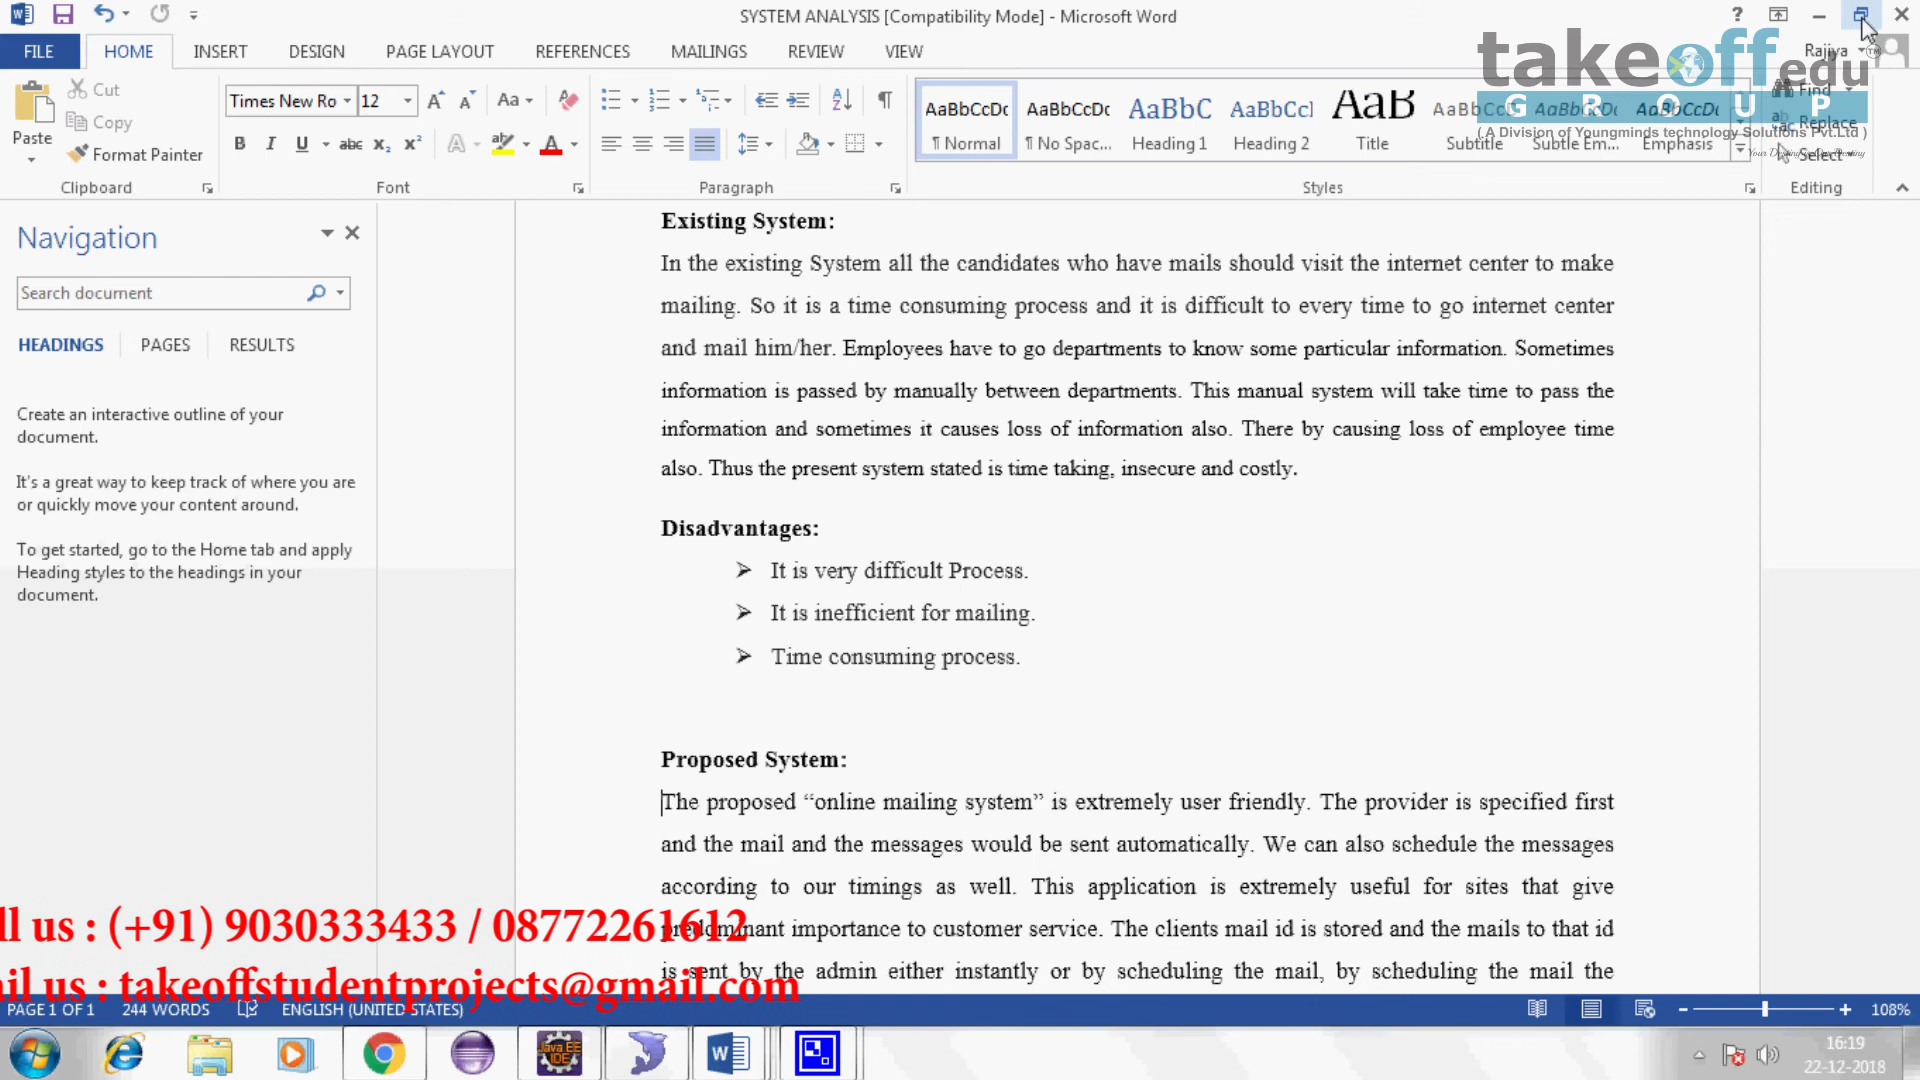 SYSTEM ANALYSIS [Compatibility Mode] - Microsoft Word
?
FILE HOME INSERT DESIGN PAGE LAYOUT REFERENCES MAILINGS REVIEW VIEW
Rajiya
takeoff edu
GROUP
( A Division of Youngminds technology Solutions Pvt.Ltd )
Paste
Cut
Copy
Format Painter
Clipboard
Times New Ro 12
Font
Paragraph
AaBbCcDc AaBbCcDc AaBbC AaBbCc AaB AaBbCcD AaBbCcDc AaBbCcDc
¶ Normal ¶ No Spac... Heading 1 Heading 2 Title Subtitle Subtle Em... Emphasis
Styles
Find
Replace
Select
Editing
Navigation
Search document
HEADINGS PAGES RESULTS
Create an interactive outline of your
document.
It's a great way to keep track of where you are
or quickly move your content around.
To get started, go to the Home tab and apply
Heading styles to the headings in your
document.
Existing System:
In the existing System all the candidates who have mails should visit the internet center to make
mailing. So it is a time consuming process and it is difficult to every time to go internet center
and mail him/her. Employees have to go departments to know some particular information. Sometimes
information is passed by manually between departments. This manual system will take time to pass the
information and sometimes it causes loss of information also. There by causing loss of employee time
also. Thus the present system stated is time taking, insecure and costly.
Disadvantages:
➢ It is very difficult Process.
➢ It is inefficient for mailing.
➢ Time consuming process.
Proposed System:
The proposed “online mailing system” is extremely user friendly. The provider is specified first
and the mail and the messages would be sent automatically. We can also schedule the messages
according to our timings as well. This application is extremely useful for sites that give
predominant importance to customer service. The clients mail id is stored and the mails to that id
is sent by the admin either instantly or by scheduling the mail, by scheduling the mail the
ll us : (+91) 9030333433 / 08772261612
ail us : takeoffstudentprojects@gmail.com
PAGE 1 OF 1 244 WORDS ENGLISH (UNITED STATES) 108%
Java EE
IDE
16:19
22-12-2018